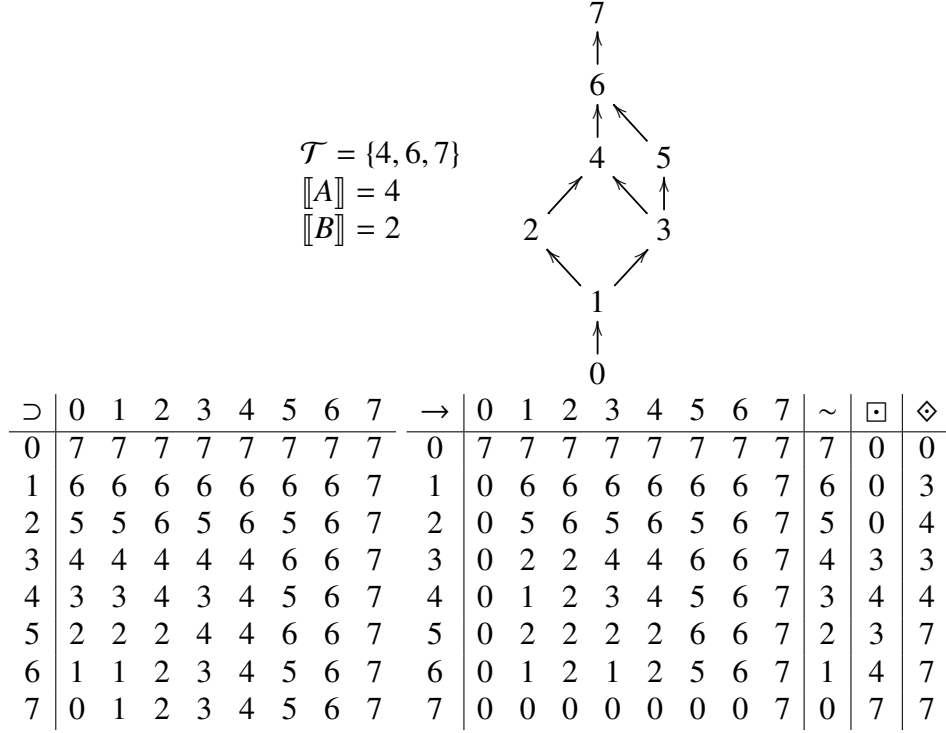 7
6
𝒯 = {4, 6, 7}
⟦A⟧ = 4
⟦B⟧ = 2
4 5
2 3
1
0
⊃ 0 1 2 3 4 5 6 7 → 0 1 2 3 4 5 6 7 ∼ ⊡ ⟐
0 7 7 7 7 7 7 7 7 0 7 7 7 7 7 7 7 7 7 0 0
1 6 6 6 6 6 6 6 7 1 0 6 6 6 6 6 6 7 6 0 3
2 5 5 6 5 6 5 6 7 2 0 5 6 5 6 5 6 7 5 0 4
3 4 4 4 4 4 6 6 7 3 0 2 2 4 4 6 6 7 4 3 3
4 3 3 4 3 4 5 6 7 4 0 1 2 3 4 5 6 7 3 4 4
5 2 2 2 4 4 6 6 7 5 0 2 2 2 2 6 6 7 2 3 7
6 1 1 2 3 4 5 6 7 6 0 1 2 1 2 5 6 7 1 4 7
7 0 1 2 3 4 5 6 7 7 0 0 0 0 0 0 0 7 0 7 7